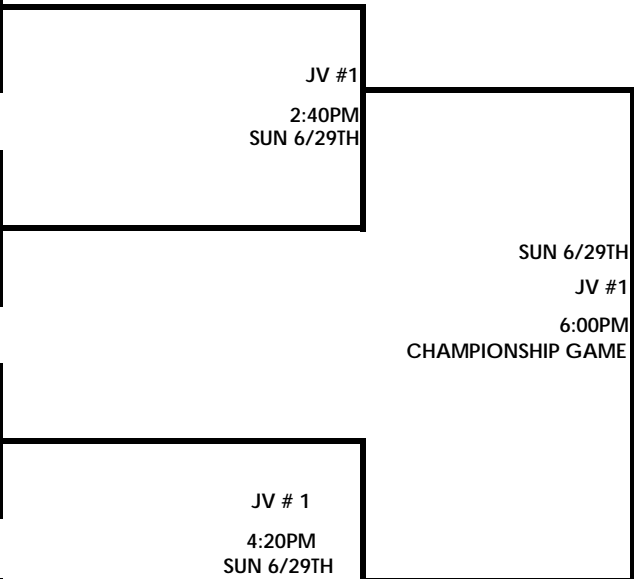 JV #1
2:40PM
SUN 6/29TH
SUN 6/29TH
JV #1
6:00PM
CHAMPIONSHIP GAME
JV # 1
4:20PM
SUN 6/29TH